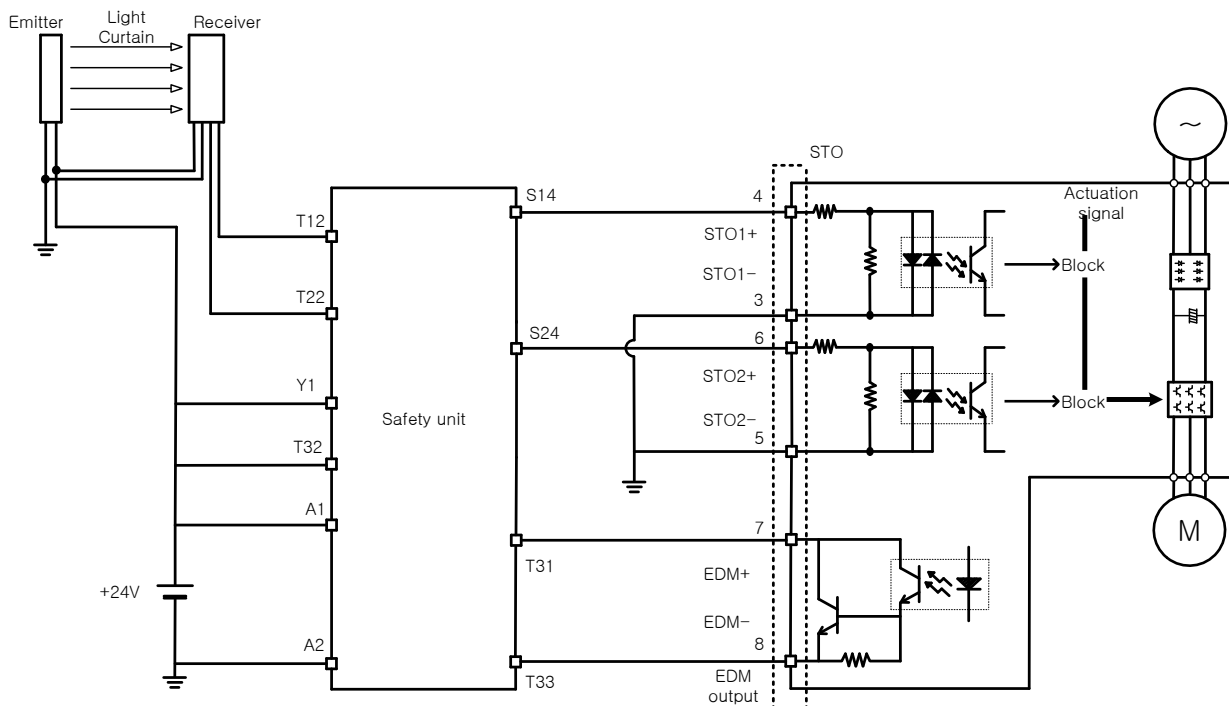 Emitter
Light
Curtain
Receiver
STO
S14
4
Actuation
signal
~
T12
STO1+
STO1-
Block
3
T22
S24
6
STO2+
Y1
Block
STO2-
Safety unit
5
T32
A1
7
M
T31
EDM+
+24V
EDM-
A2
8
T33
EDM
output